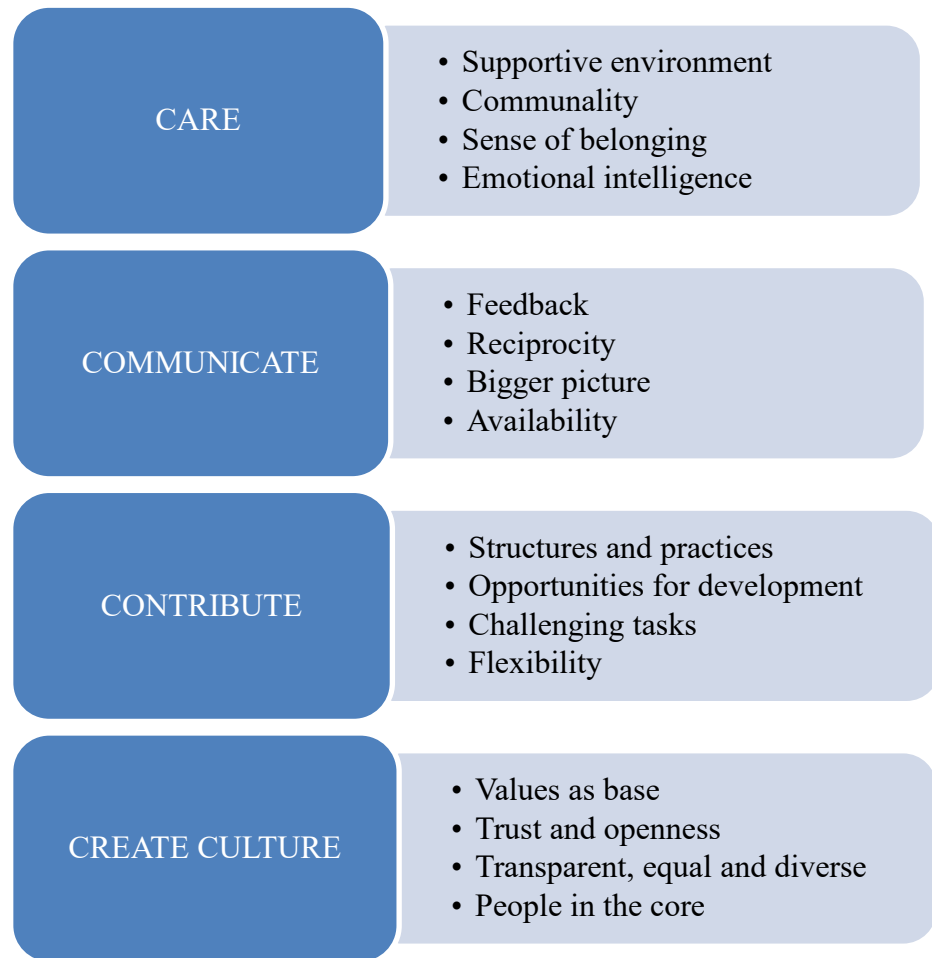 CARE
• Supportive environment
• Communality
• Sense of belonging
• Emotional intelligence
COMMUNICATE
• Feedback
• Reciprocity
• Bigger picture
• Availability
CONTRIBUTE
• Structures and practices
• Opportunities for development
• Challenging tasks
• Flexibility
CREATE CULTURE
• Values as base
• Trust and openness
• Transparent, equal and diverse
• People in the core